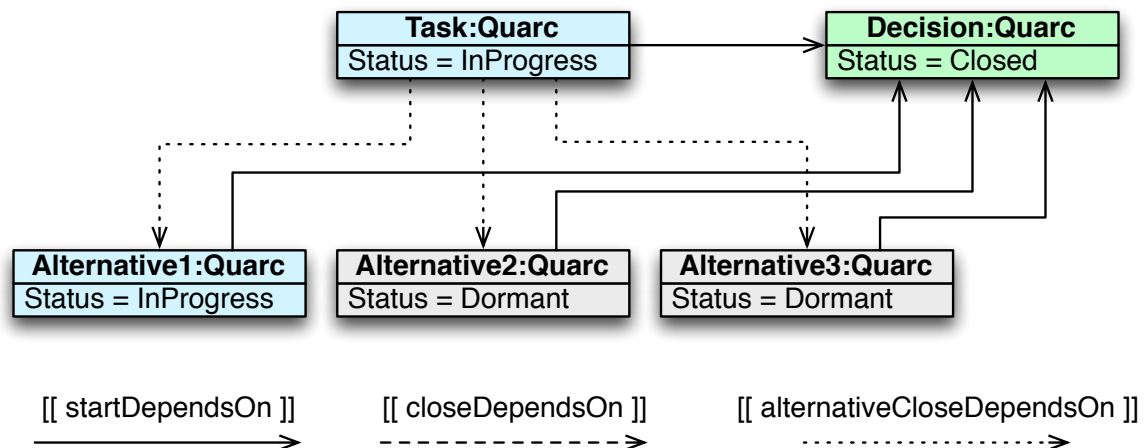 Task:Quarc
Status = InProgress
Decision:Quarc
Status = Closed
Alternative1:Quarc
Status = InProgress
Alternative2:Quarc
Status = Dormant
Alternative3:Quarc
Status = Dormant
[[ startDependsOn ]]
[[ closeDependsOn ]]
[[ alternativeCloseDependsOn ]]